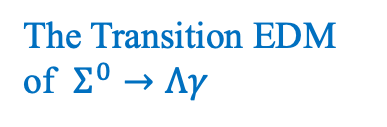 The Transition EDM
of Σ⁰ → Λγ